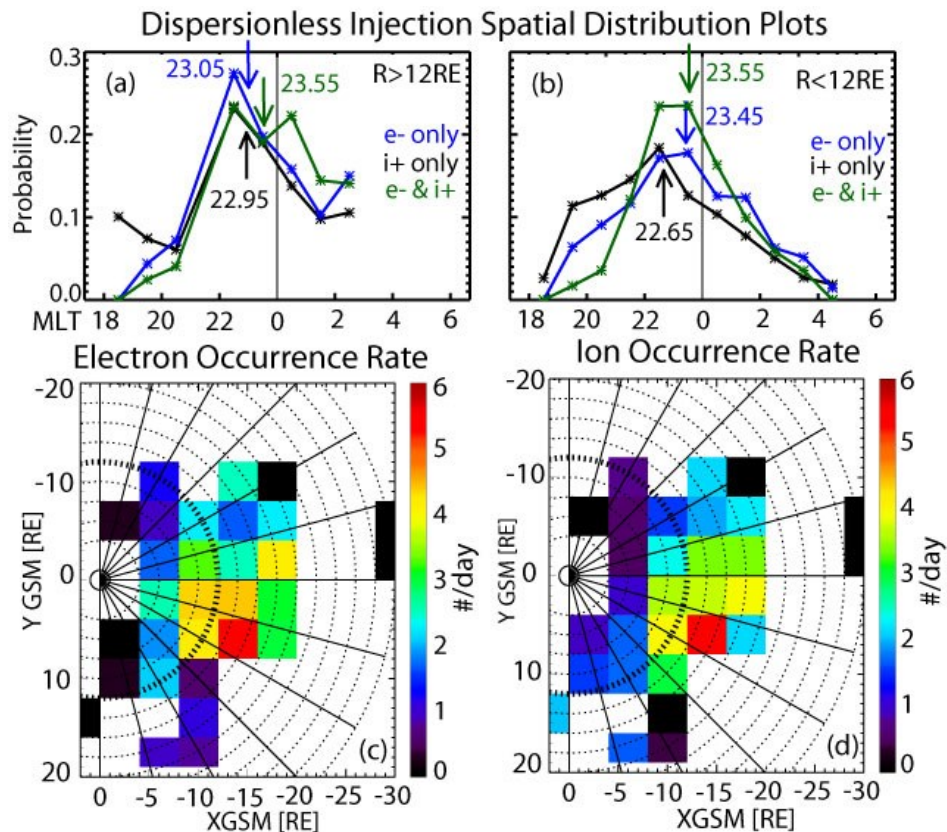 Dispersionless Injection Spatial Distribution Plots
(a) 23.05 23.55 R>12RE
e- only
i+ only
e- & i+
22.95
Probability
0.3
0.2
0.1
0.0
MLT 18 20 22 0 2 4 6
(b) 23.55 R<12RE
23.45
e- only
i+ only
e- & i+
22.65
18 20 22 0 2 4 6
Electron Occurrence Rate
-20
-10
0
10
20
Y GSM [RE]
0 -5 -10 -15 -20 -25 -30
XGSM [RE]
(c)
6
5
4
3
2
1
0
#/day
Ion Occurrence Rate
-20
-10
0
10
20
Y GSM [RE]
0 -5 -10 -15 -20 -25 -30
XGSM [RE]
(d)
6
5
4
3
2
1
0
#/day